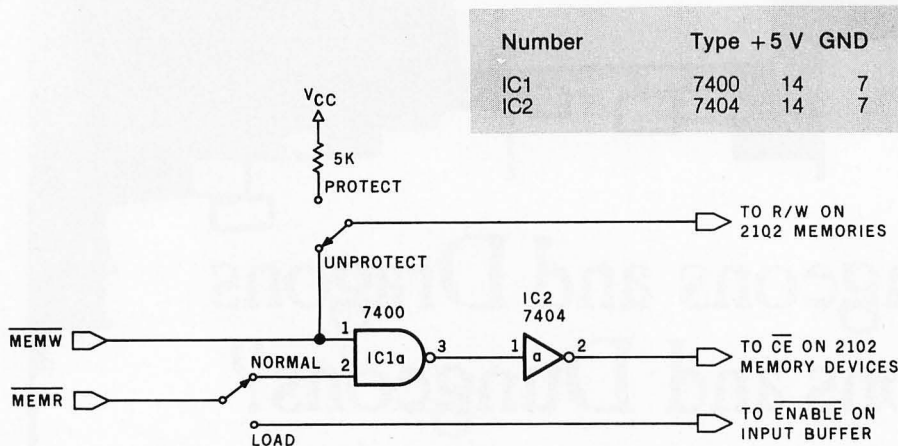 Number Type +5 V GND
IC1 7400 14 7
IC2 7404 14 7
VCC
5K
PROTECT
TO R/W ON
2102 MEMORIES
UNPROTECT
7400
IC2
7404
MEMW
1
IC1a
3
1
a
2
TO CE ON 2102
MEMORY DEVICES
NORMAL
2
MEMR
LOAD
TO ENABLE ON
INPUT BUFFER